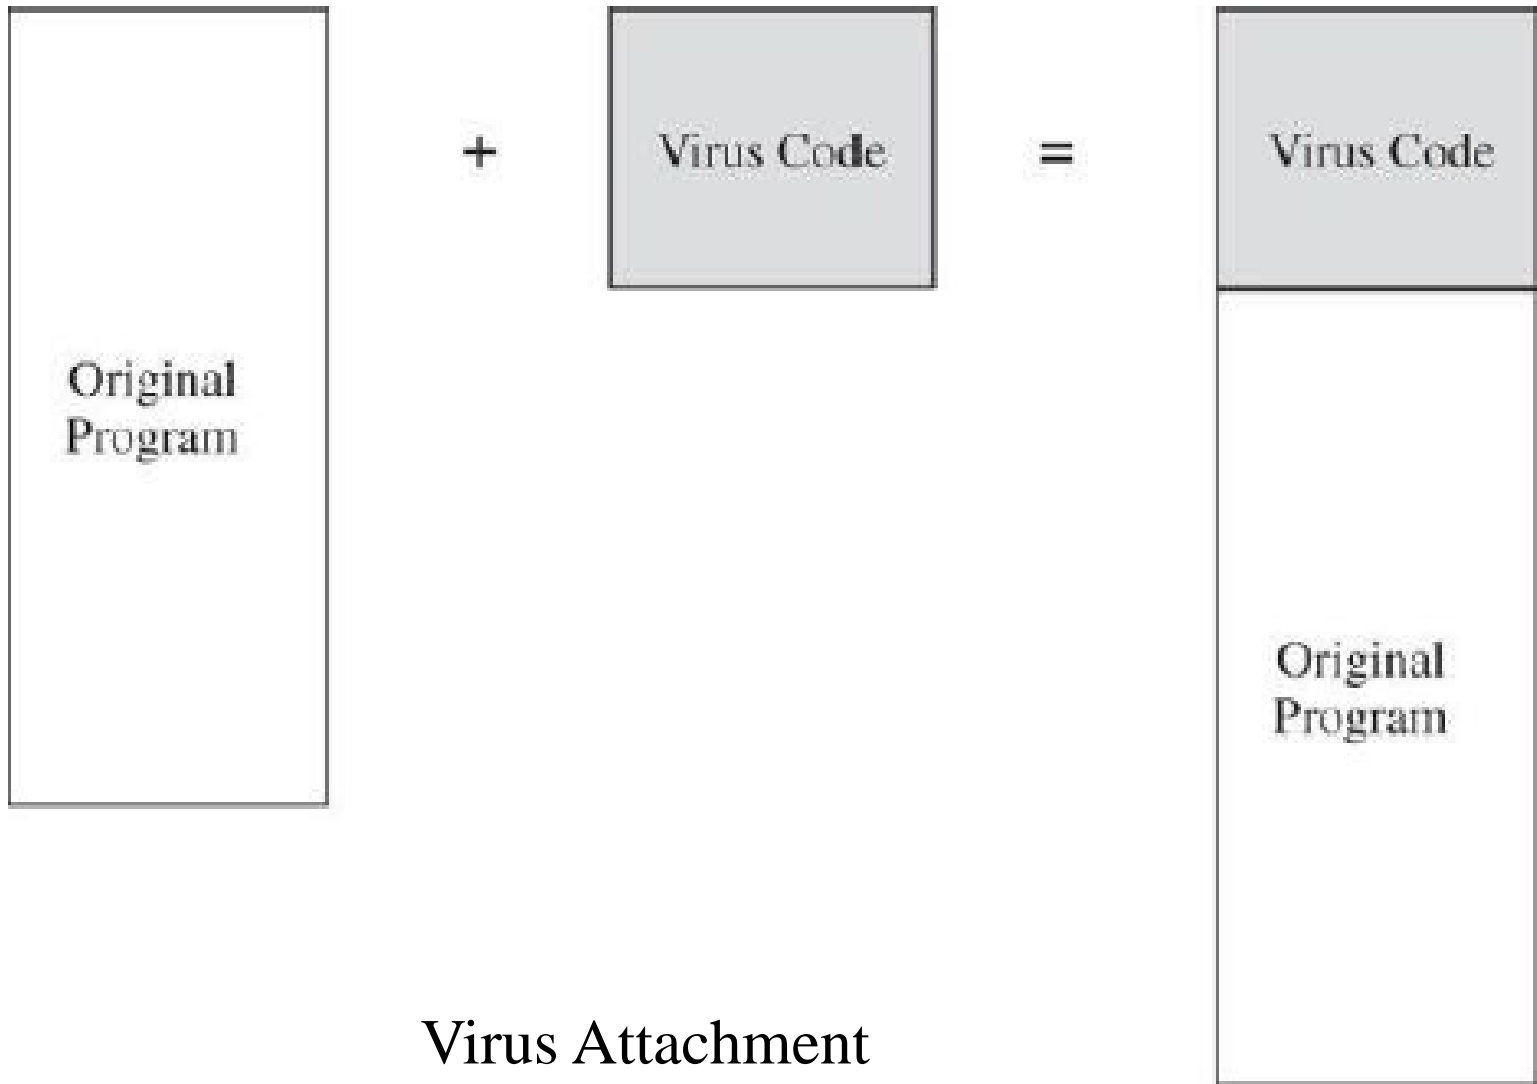 Original
Program
+
Virus Code
=
Virus Code
Original
Program
Virus Attachment